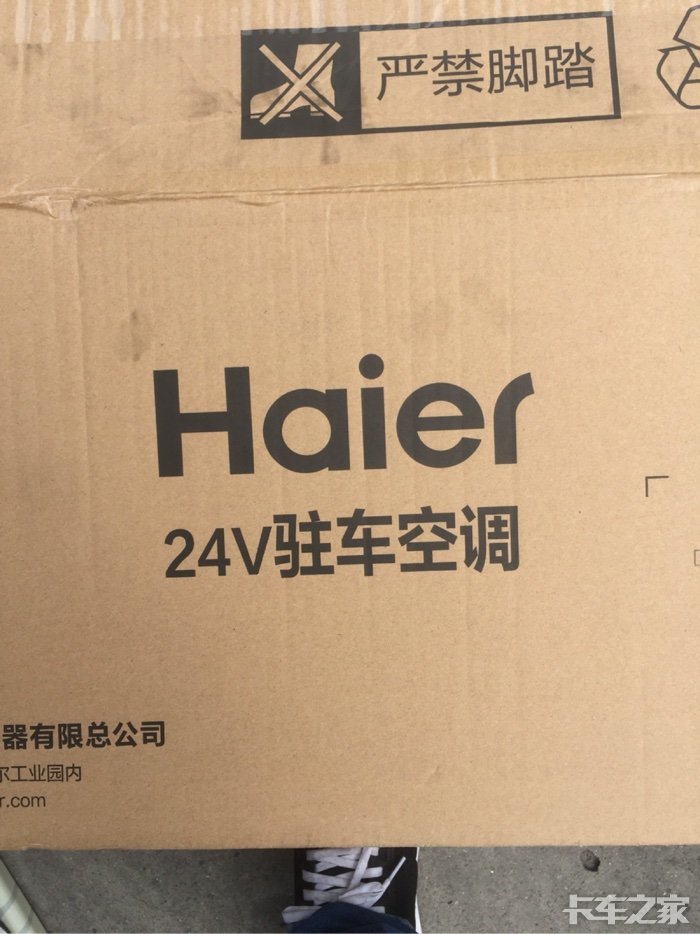 严禁脚踏
Haier
24V驻车空调
器有限总公司
尔工业园内
r.com
卡车之家